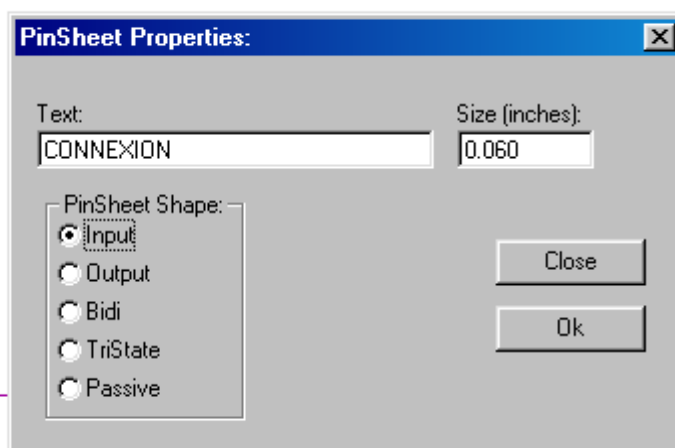 PinSheet Properties:
Text: Size (inches):
CONNEXION 0.060
PinSheet Shape:
Input
Output
Bidi
TriState
Passive
Close
Ok